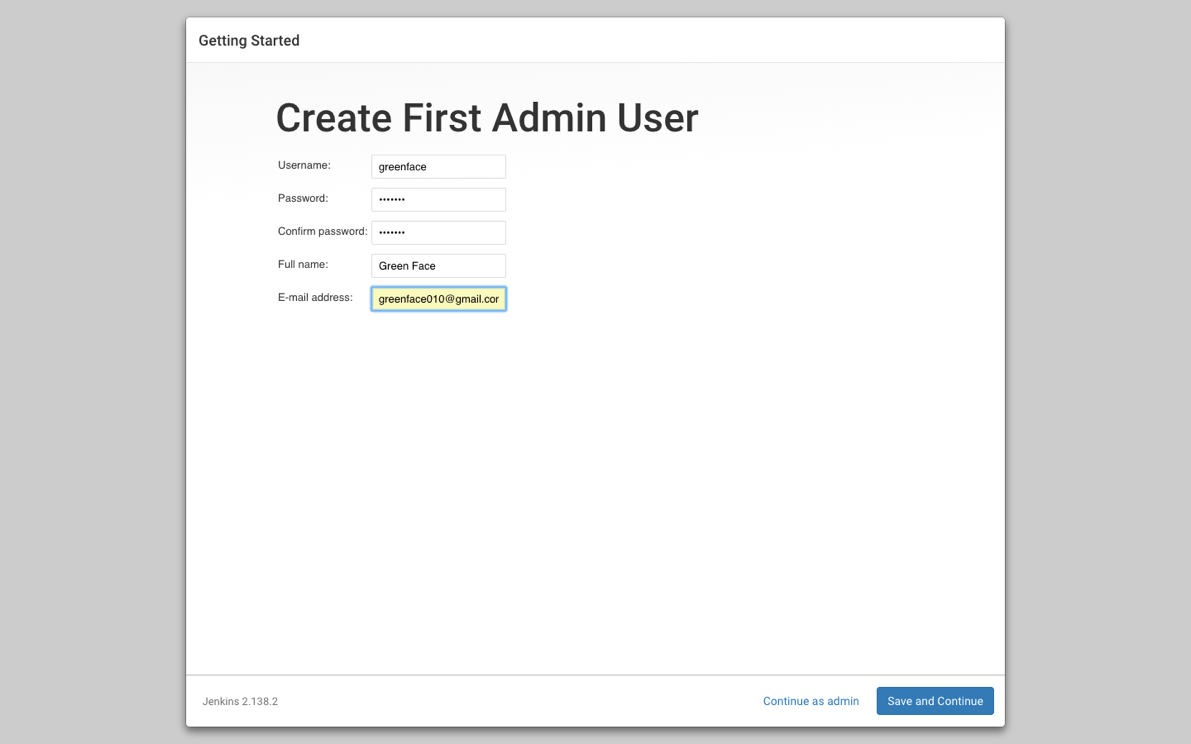 Getting Started
Create First Admin User
Username: greenface
Password: •••••••
Confirm password: •••••••
Full name: Green Face
E-mail address: greenface010@gmail.cor
Jenkins 2.138.2 Continue as admin Save and Continue